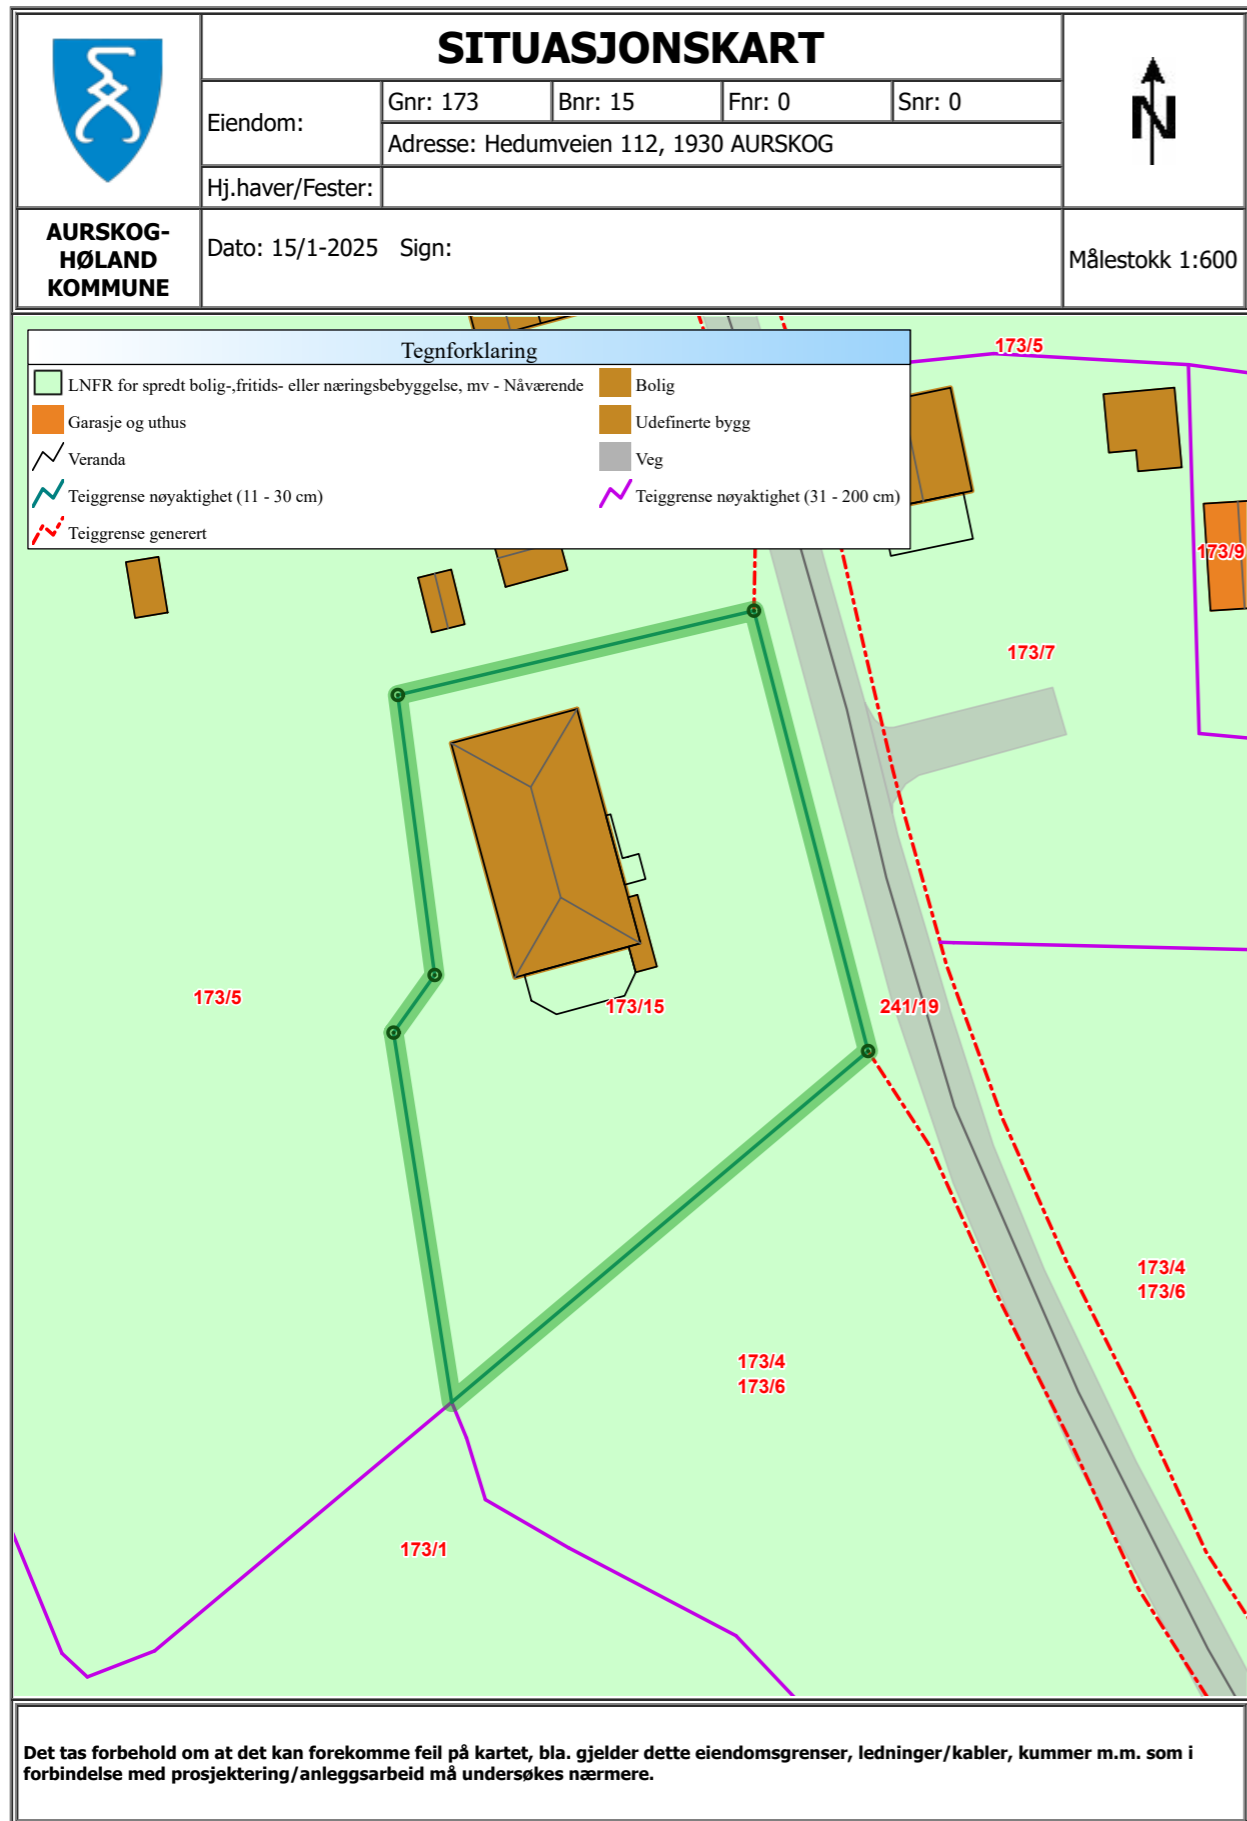 SITUASJONSKART
Eiendom:
Gnr: 173
Bnr: 15
Fnr: 0
Snr: 0
Adresse: Hedumveien 112, 1930 AURSKOG
Hj.haver/Fester:
N
AURSKOG-
HØLAND
KOMMUNE
Dato: 15/1-2025 Sign:
Målestokk 1:600
Tegnforklaring
LNFR for spredt bolig-,fritids- eller næringsbebyggelse, mv - Nåværende
Bolig
Garasje og uthus
Udefinerte bygg
Veranda
Veg
Teiggrense nøyaktighet (11 - 30 cm)
Teiggrense nøyaktighet (31 - 200 cm)
Teiggrense generert
173/5
173/9
173/7
173/5
173/15
241/19
173/4
173/6
173/4
173/6
173/1
Det tas forbehold om at det kan forekomme feil på kartet, bla. gjelder dette eiendomsgrenser, ledninger/kabler, kummer m.m. som i
forbindelse med prosjektering/anleggsarbeid må undersøkes nærmere.